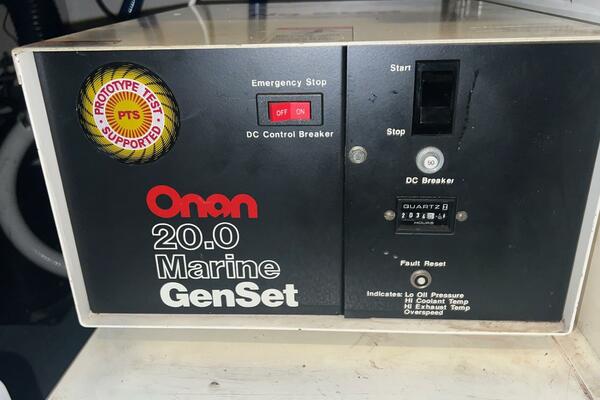 PROTOTYPE TEST
PTS
SUPPORTED
Emergency Stop
OFF ON
DC Control Breaker
Onan
20.0
Marine
GenSet
Start
Stop
50
DC Breaker
QUARTZ
HOURS
Fault Reset
Indicates: Lo Oil Pressure
Hi Coolant Temp
Hi Exhaust Temp
Overspeed